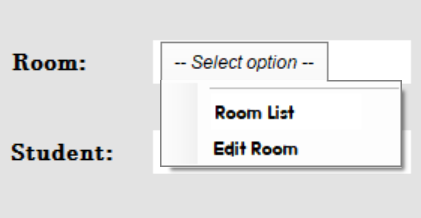 Room: -- Select option --
Room List
Edit Room
Student: